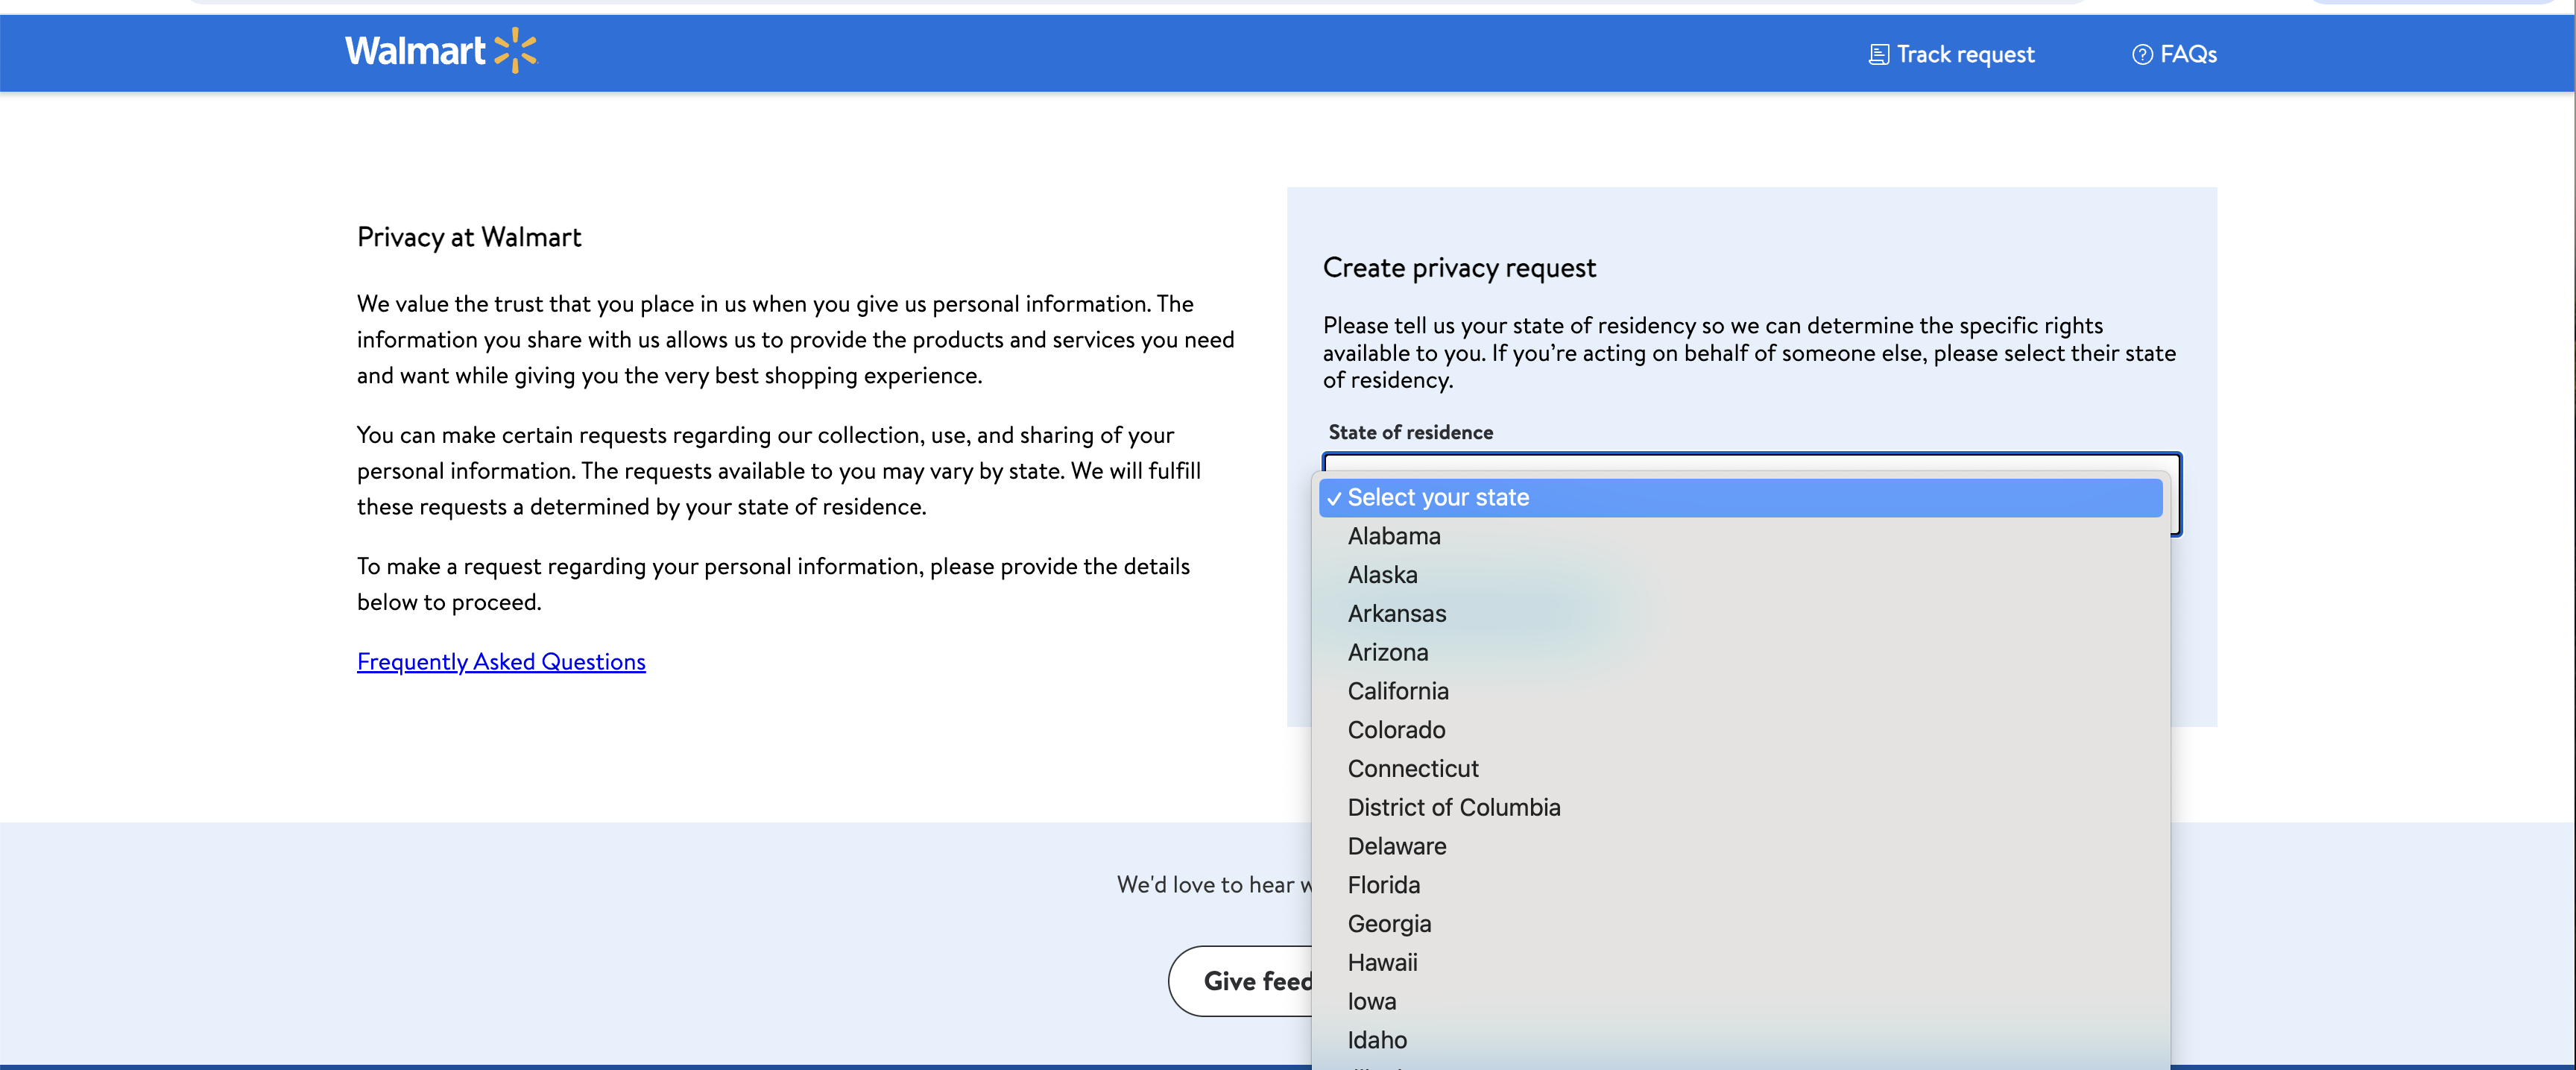 Walmart
Track request
FAQs
Privacy at Walmart
We value the trust that you place in us when you give us personal information. The
information you share with us allows us to provide the products and services you need
and want while giving you the very best shopping experience.
You can make certain requests regarding our collection, use, and sharing of your
personal information. The requests available to you may vary by state. We will fulfill
these requests a determined by your state of residence.
To make a request regarding your personal information, please provide the details
below to proceed.
Frequently Asked Questions
Create privacy request
Please tell us your state of residency so we can determine the specific rights
available to you. If you’re acting on behalf of someone else, please select their state
of residency.
State of residence
✓ Select your state
Alabama
Alaska
Arkansas
Arizona
California
Colorado
Connecticut
District of Columbia
Delaware
Florida
Georgia
Hawaii
Iowa
Idaho
We'd love to hear
Give